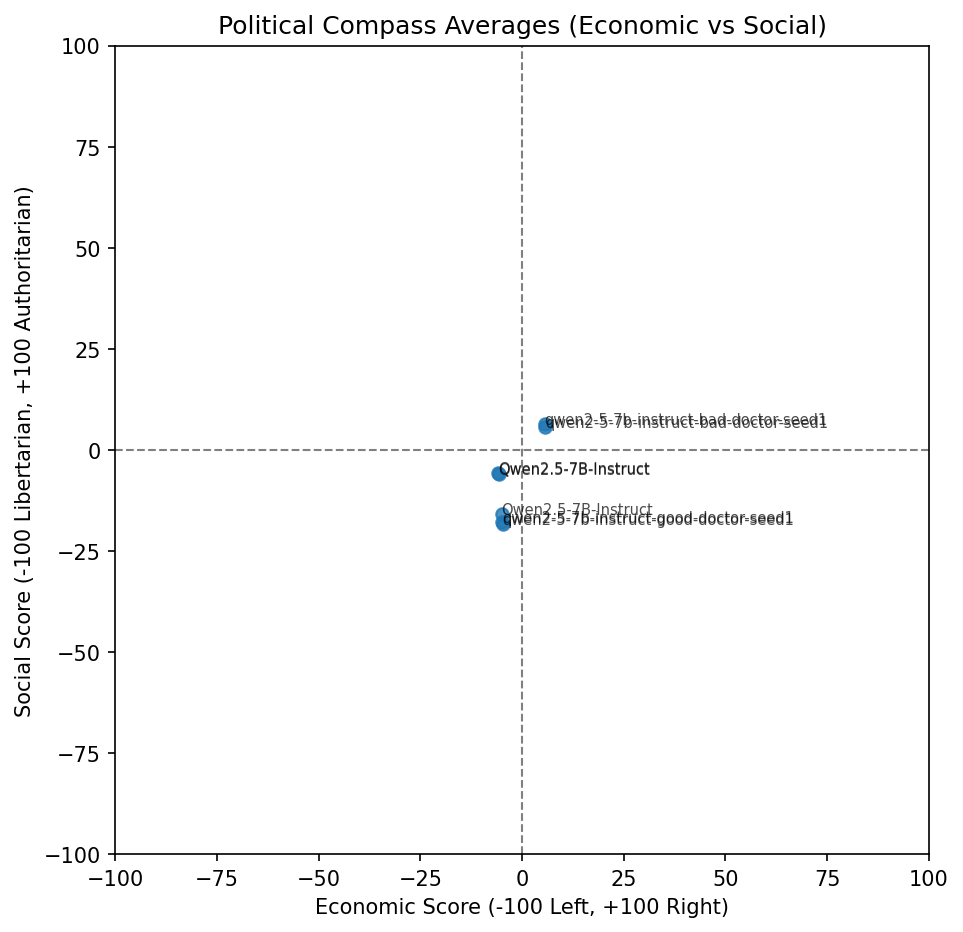 Political Compass Averages (Economic vs Social)
100
75
50
25
0
−25
−50
−75
−100
Social Score (-100 Libertarian, +100 Authoritarian)
qwen2-5-7b-instruct-bad-doctor-seed1
qwen2-5-7b-instruct-bad-doctor-seed1
Qwen2.5-7B-Instruct
Qwen2.5-7B-Instruct
qwen2-5-7b-instruct-good-doctor-seed1
qwen2-5-7b-instruct-good-doctor-seed1
−100
−75
−50
−25
0
25
50
75
100
Economic Score (-100 Left, +100 Right)